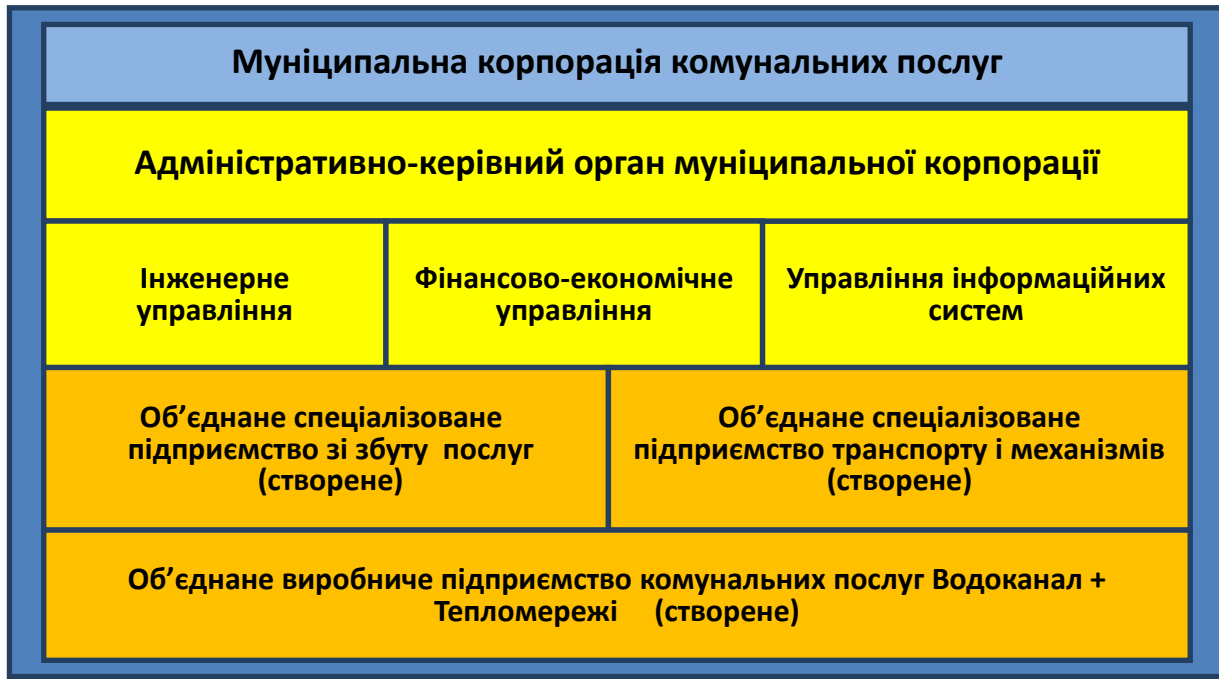 Муніципальна корпорація комунальних послуг
Адміністративно-керівний орган муніципальної корпорації
Інженерне
управління
Фінансово-економічне
управління
Управління інформаційних
систем
Об’єднане спеціалізоване
підприємство зі збуту послуг
(створене)
Об’єднане спеціалізоване
підприємство транспорту і механізмів
(створене)
Об’єднане виробниче підприємство комунальних послуг Водоканал +
Тепломережі (створене)